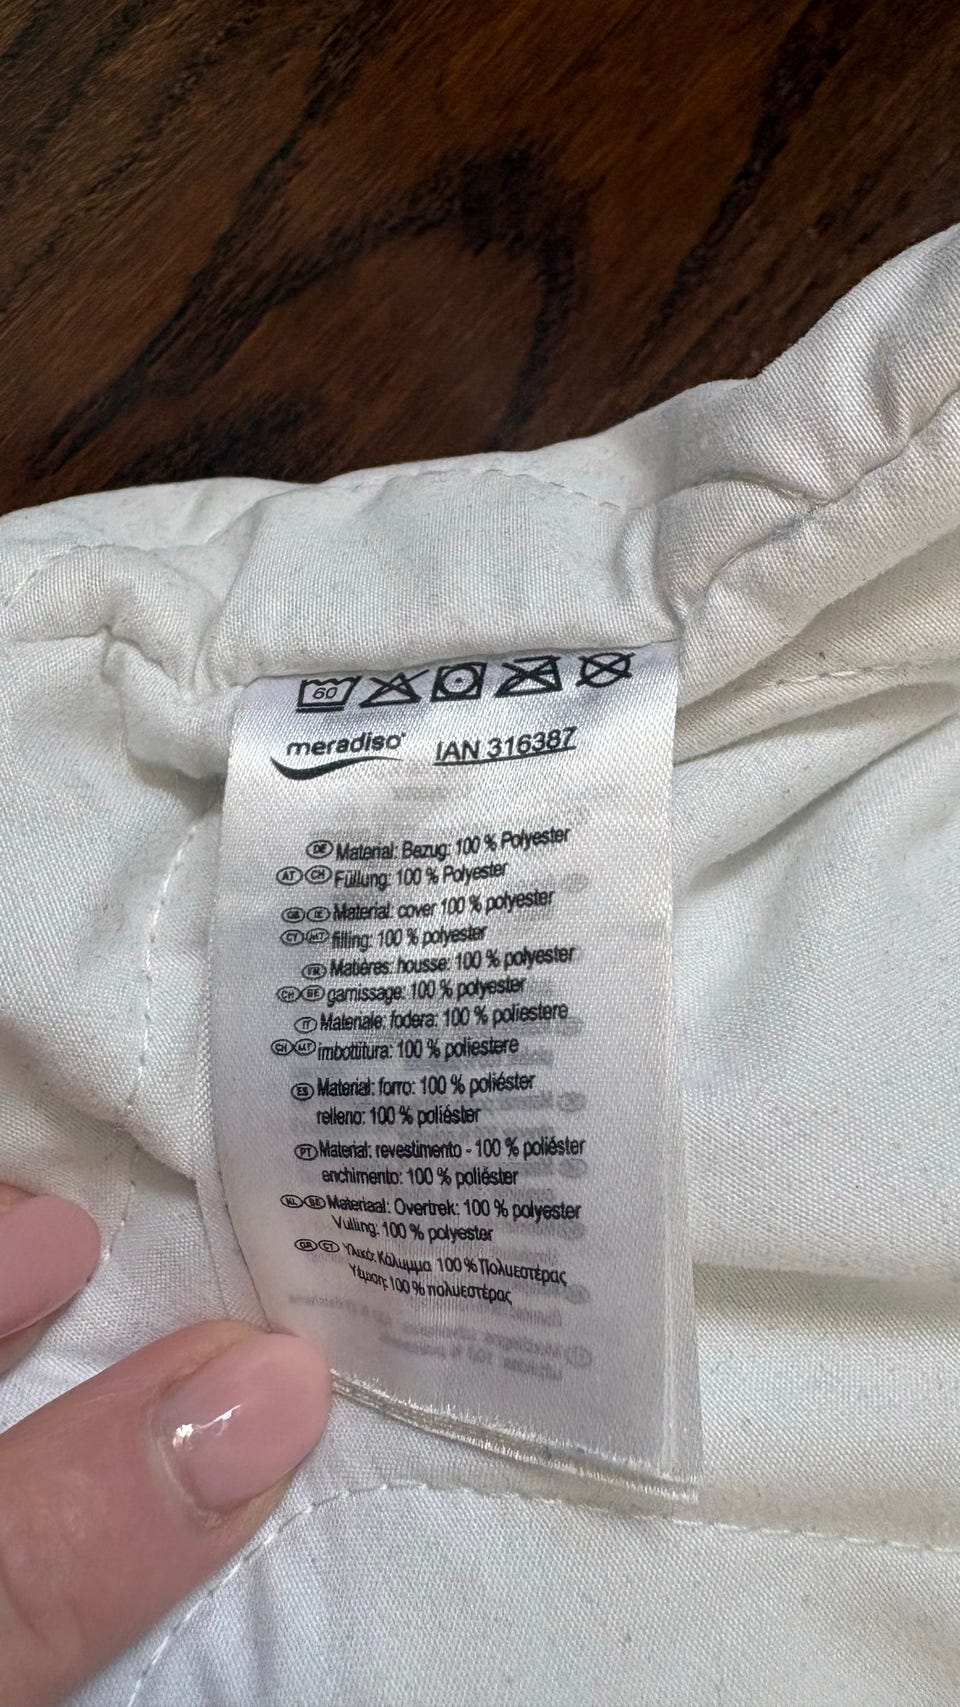 60
meradiso® IAN 316387
DE Material: Bezug: 100 % Polyester
AT CH Füllung: 100 % Polyester
GB IE Material: cover 100 % polyester
CY MT filling: 100 % polyester
FR Matières: housse: 100 % polyester
CH BE garnissage: 100 % polyester
IT Materiale: fodera: 100 % poliestere
CH MT imbottitura: 100 % poliestere
ES Material: forro: 100 % poliéster
relleno: 100 % poliéster
PT Material: revestimento - 100 % poliéster
enchimento: 100 % poliéster
NL BE Materiaal: Overtrek: 100 % polyester
Vulling: 100 % polyester
GR CY Υλικό: Κάλυμμα 100 % Πολυεστέρας
Γέμιση: 100 % πολυεστέρας